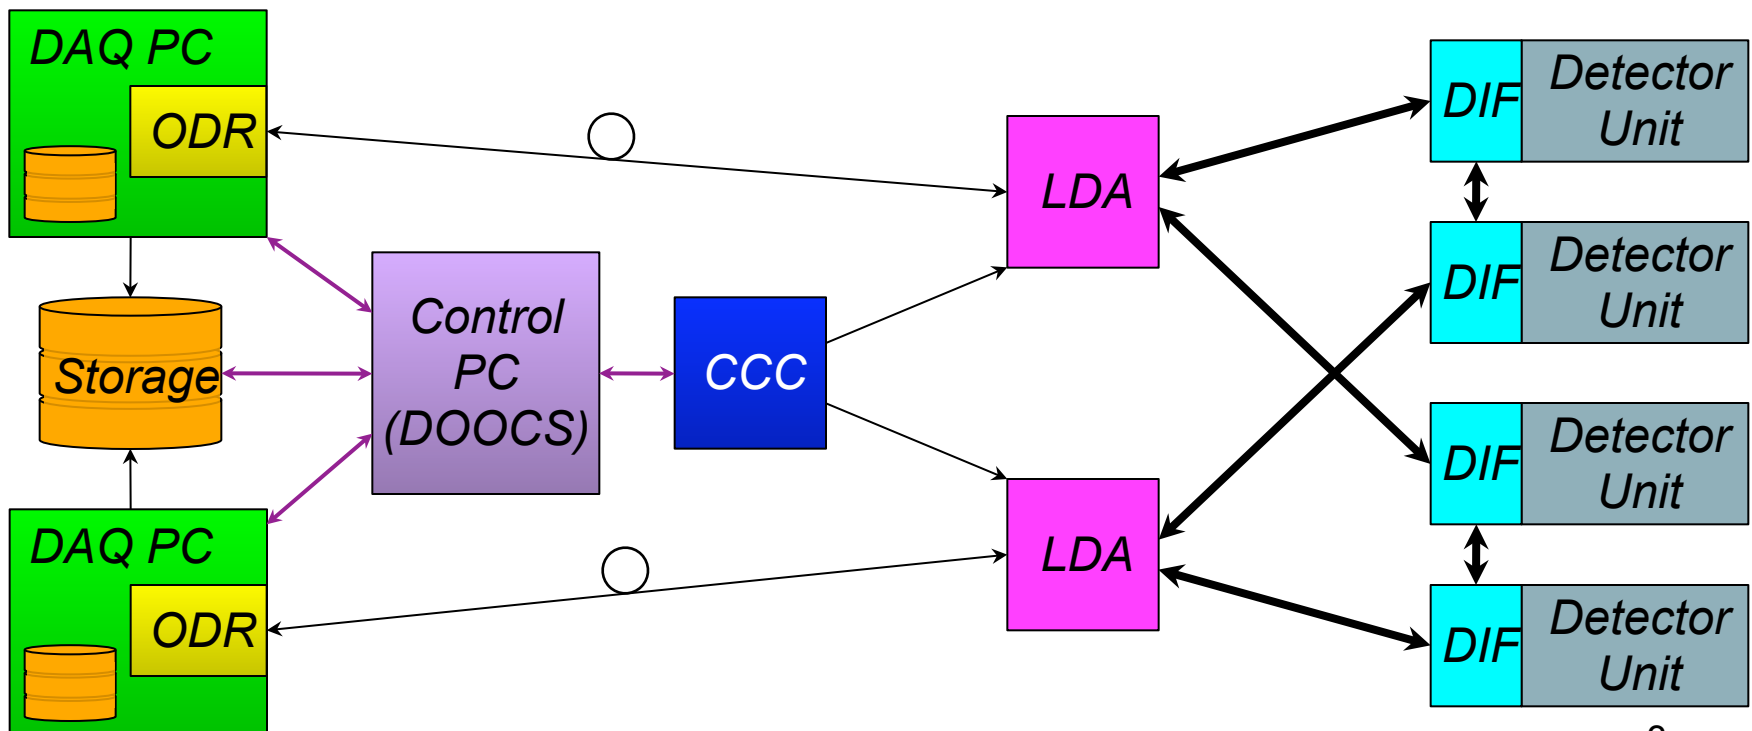 DAQ PC
ODR
Storage
DAQ PC
ODR
Control
PC
(DOOCS)
CCC
LDA
LDA
DIF
Detector
Unit
DIF
Detector
Unit
DIF
Detector
Unit
DIF
Detector
Unit